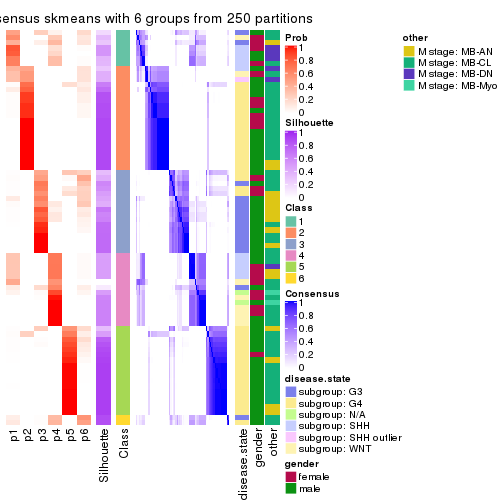 sensus skmeans with 6 groups from 250 partitions
Prob
1
0.8
0.6
0.4
0.2
0
Silhouette
1
0.8
0.6
0.4
0.2
0
Class
1
2
3
4
5
6
Consensus
1
0.8
0.6
0.4
0.2
0
disease.state
subgroup: G3
subgroup: G4
subgroup: N/A
subgroup: SHH
subgroup: SHH outlier
subgroup: WNT
gender
female
male
other
M stage: MB-AN
M stage: MB-CL
M stage: MB-DN
M stage: MB-Myo
p1
p2
p3
p4
p5
p6
Silhouette
Class
disease.state
gender
other